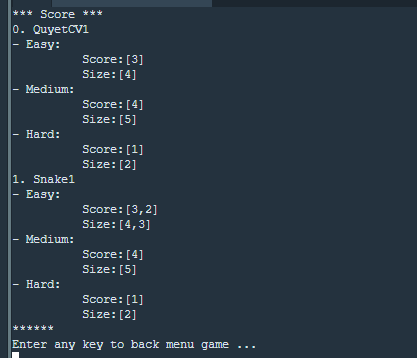 *** Score ***
0. QuyetCV1
- Easy:
Score:[3]
Size:[4]
- Medium:
Score:[4]
Size:[5]
- Hard:
Score:[1]
Size:[2]
1. Snake1
- Easy:
Score:[3,2]
Size:[4,3]
- Medium:
Score:[4]
Size:[5]
- Hard:
Score:[1]
Size:[2]
******
Enter any key to back menu game ...